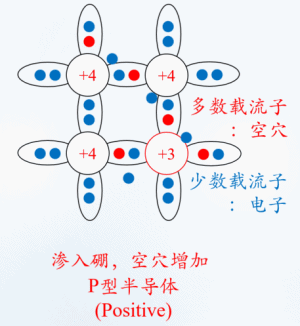 +4
+4
多数载流子
：空穴
+4
+3
少数载流子
：电子
渗入硼，空穴增加
P型半导体
(Positive)